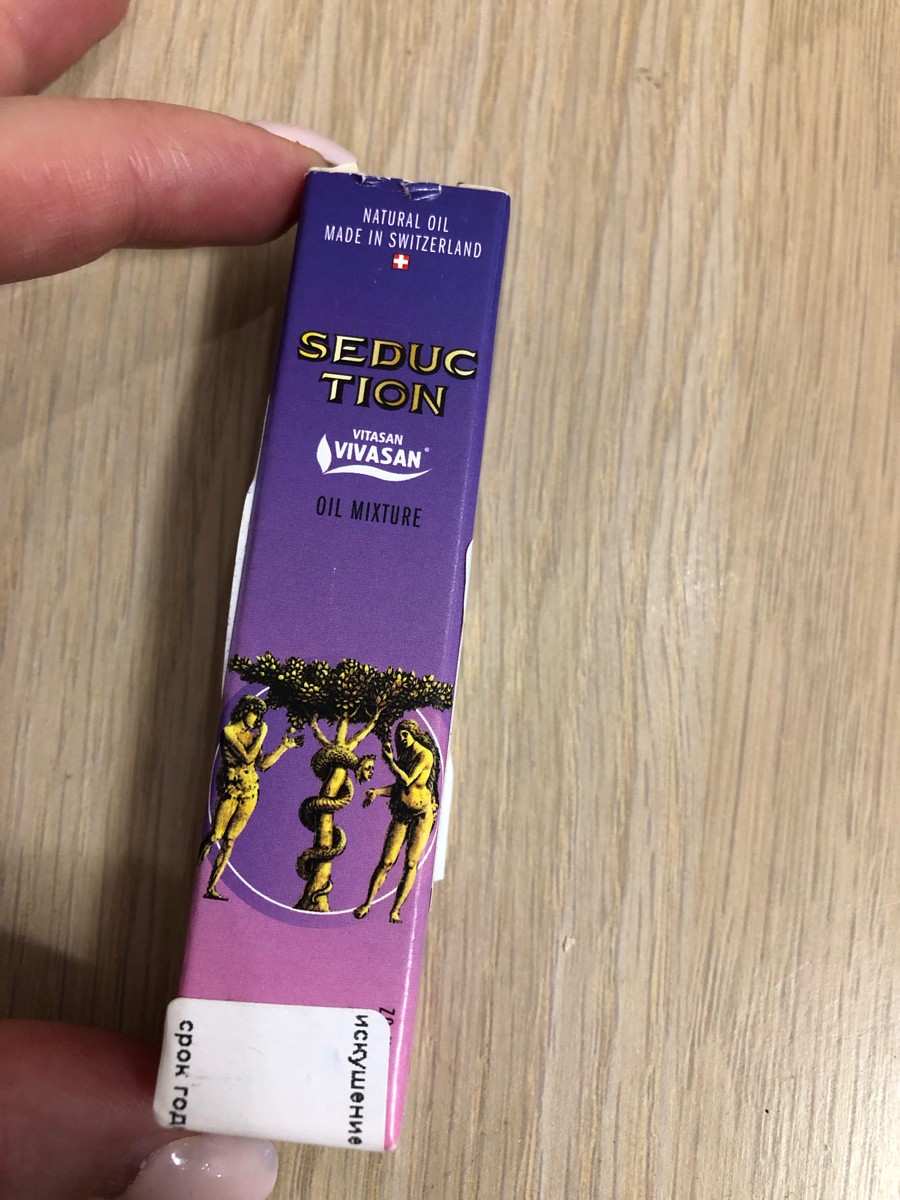 NATURAL OIL
MADE IN SWITZERLAND
SEDUC
TION
VITASAN
VIVASAN®
OIL MIXTURE
искушение
срок год